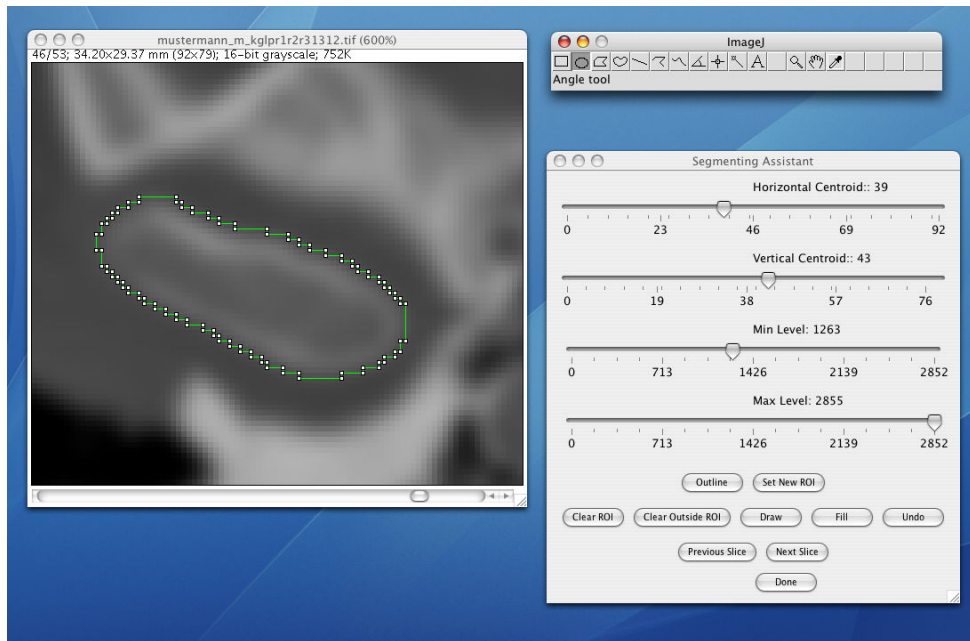 mustermann_m_kglpr1r2r31312.tif (600%)
46/53; 34.20x29.37 mm (92x79); 16-bit grayscale; 752K
ImageJ
A
Angle tool
Segmenting Assistant
Horizontal Centroid:: 39
0 23 46 69 92
Vertical Centroid:: 43
0 19 38 57 76
Min Level: 1263
0 713 1426 2139 2852
Max Level: 2855
0 713 1426 2139 2852
Outline Set New ROI
Clear ROI Clear Outside ROI Draw Fill Undo
Previous Slice Next Slice
Done